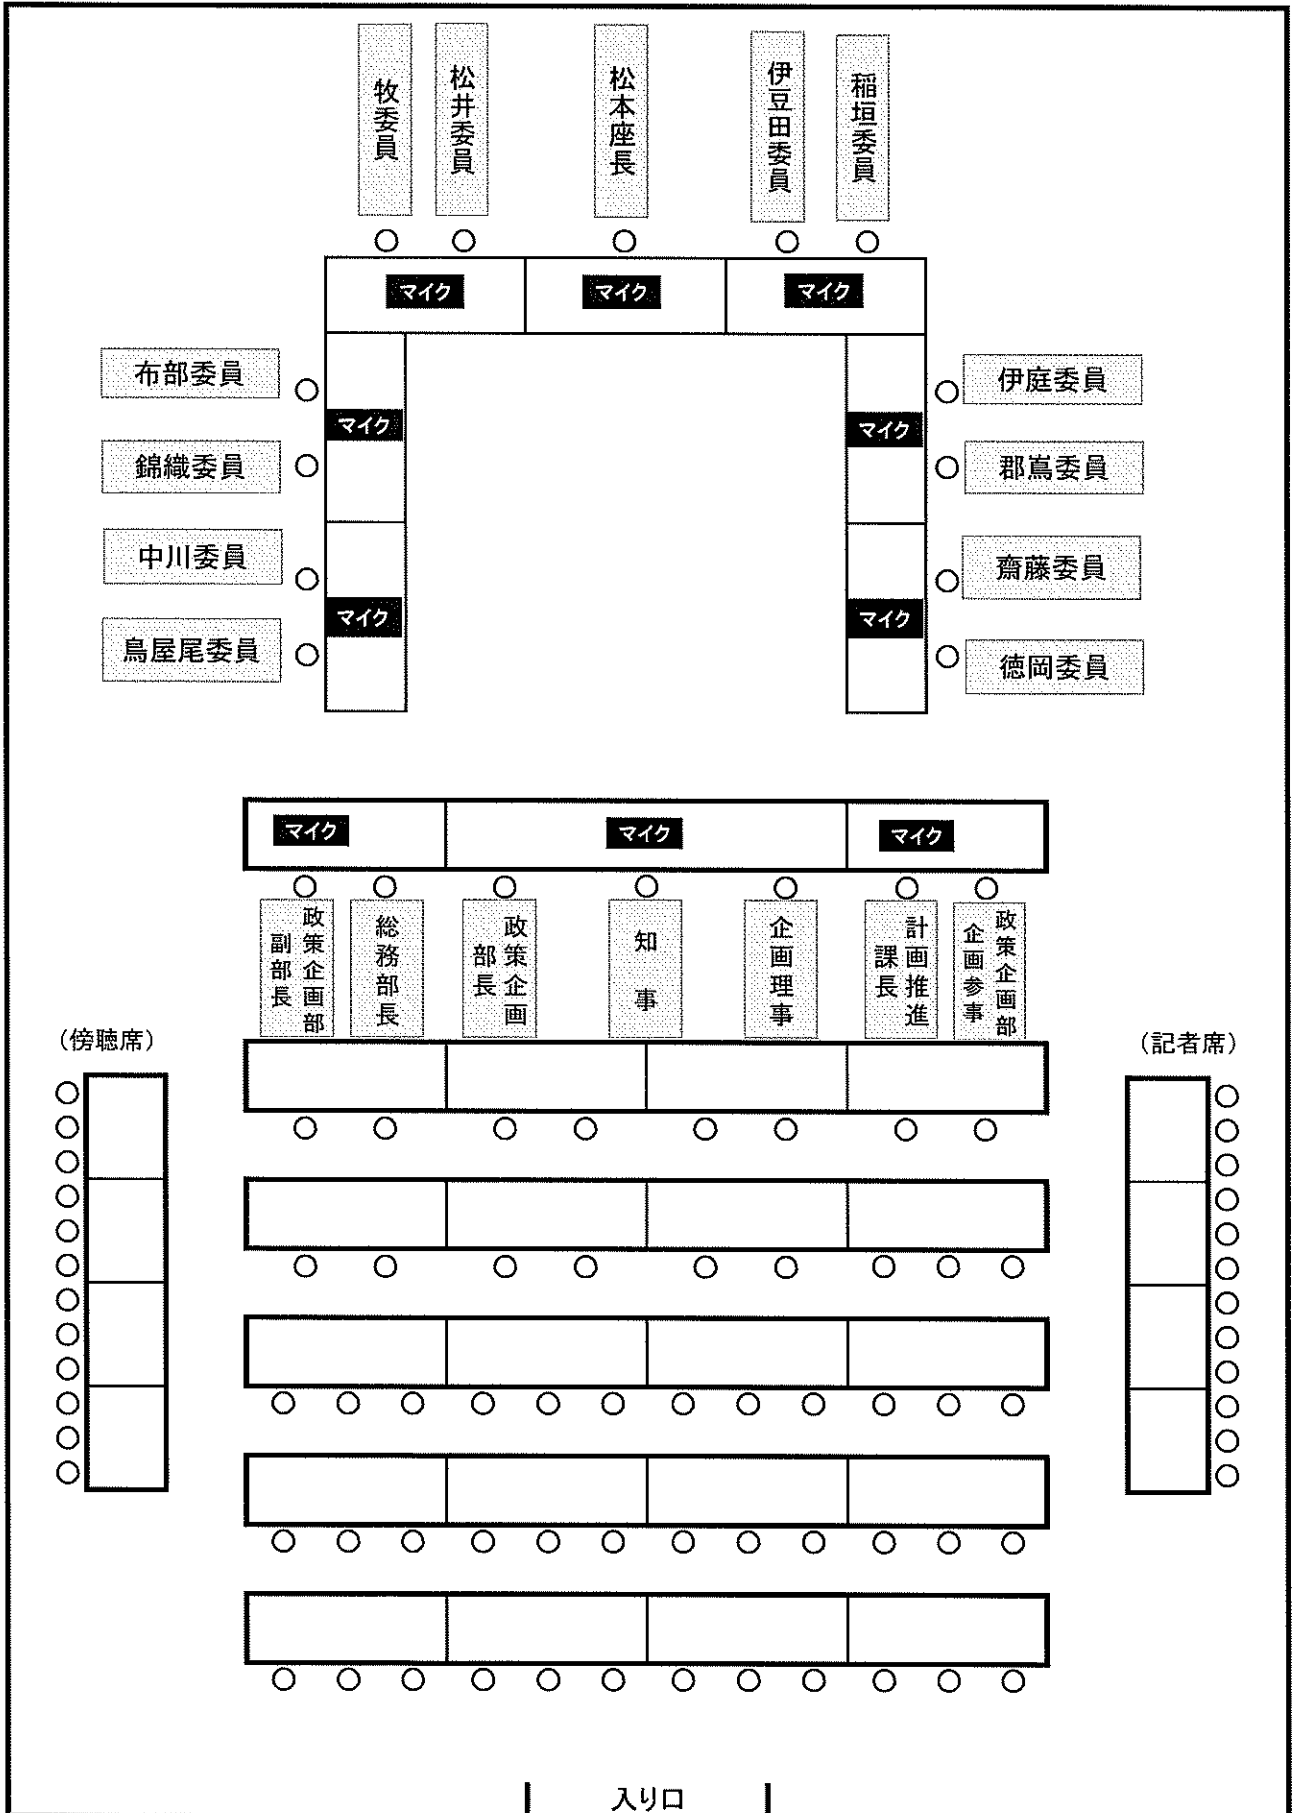 牧委員
松井委員
松本座長
伊豆田委員
稲垣委員
マイク
マイク
マイク
布部委員
伊庭委員
マイク
マイク
錦織委員
郡嶌委員
中川委員
齋藤委員
マイク
マイク
鳥屋尾委員
徳岡委員
マイク
マイク
マイク
政策企画部
副部長
総務部長
政策企画
部長
知事
企画理事
計画推進
課長
政策企画部
企画参事
（傍聴席）
（記者席）
入り口